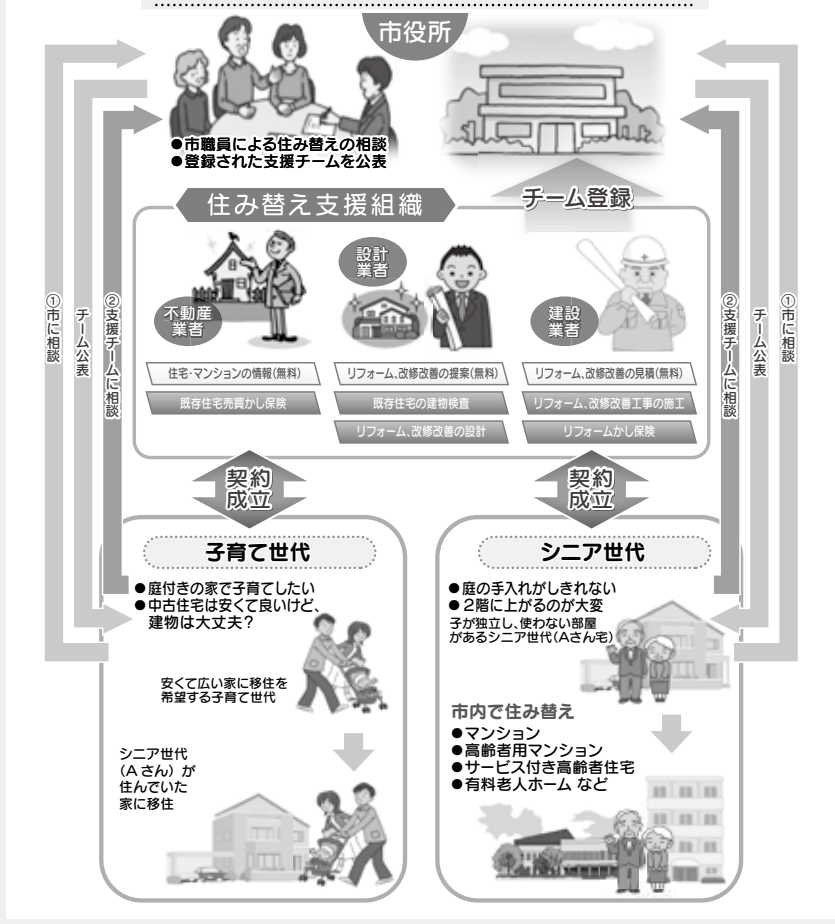 市役所
●市職員による住み替えの相談
●登録された支援チームを公表
住み替え支援組織
チーム登録
不動産
業者
設計
業者
建設
業者
住宅・マンションの情報(無料)
既存住宅売買かし保険
リフォーム、改修改善の提案(無料)
既存住宅の建物検査
リフォーム、改修改善の設計
リフォーム、改修改善の見積(無料)
リフォーム、改修改善工事の施工
リフォームかし保険
①市に相談
チーム公表
②支援チームに相談
②支援チームに相談
チーム公表
①市に相談
契約
成立
契約
成立
子育て世代
●庭付きの家で子育てしたい
●中古住宅は安くて良いけど、
建物は大丈夫?
安くて広い家に移住を
希望する子育て世代
シニア世代
(Aさん)が
住んでいた
家に移住
シニア世代
●庭の手入れがしきれない
●2階に上がるのが大変
子が独立し、使わない部屋
があるシニア世代(Aさん宅)
市内で住み替え
●マンション
●高齢者用マンション
●サービス付き高齢者住宅
●有料老人ホーム など